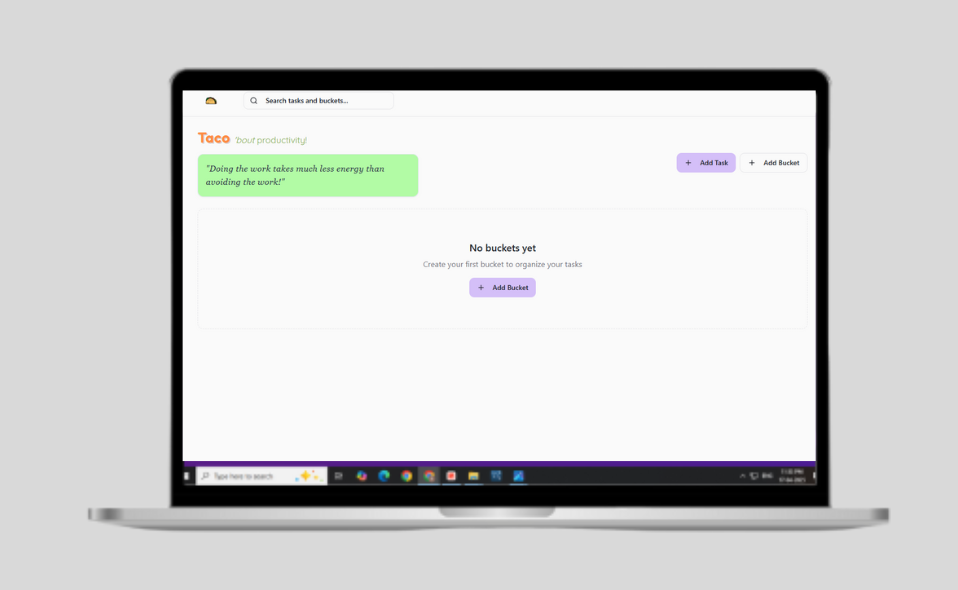 Search tasks and buckets...
Taco 'bout productivity!
"Doing the work takes much less energy than
avoiding the work!"
+ Add Task
+ Add Bucket
No buckets yet
Create your first bucket to organize your tasks
+ Add Bucket
Type here to search
ENG